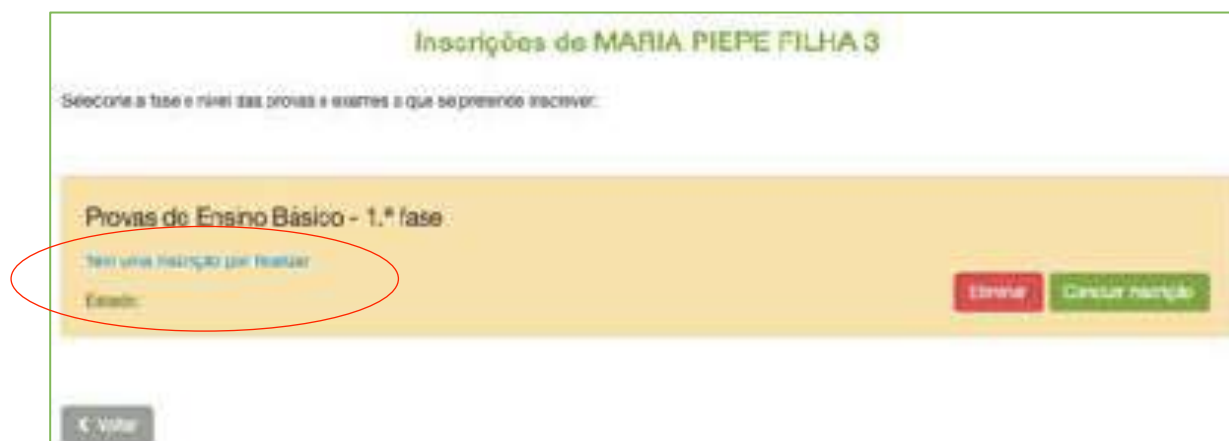 Inscrições de MARIA PIEPE FILHA 3
Selecione a fase e nível das provas e exames a que se pretende inscrever:
Provas do Ensino Básico - 1.ª fase
Tem uma inscrição por finalizar
Estado:
Eliminar
Concluir inscrição
Voltar